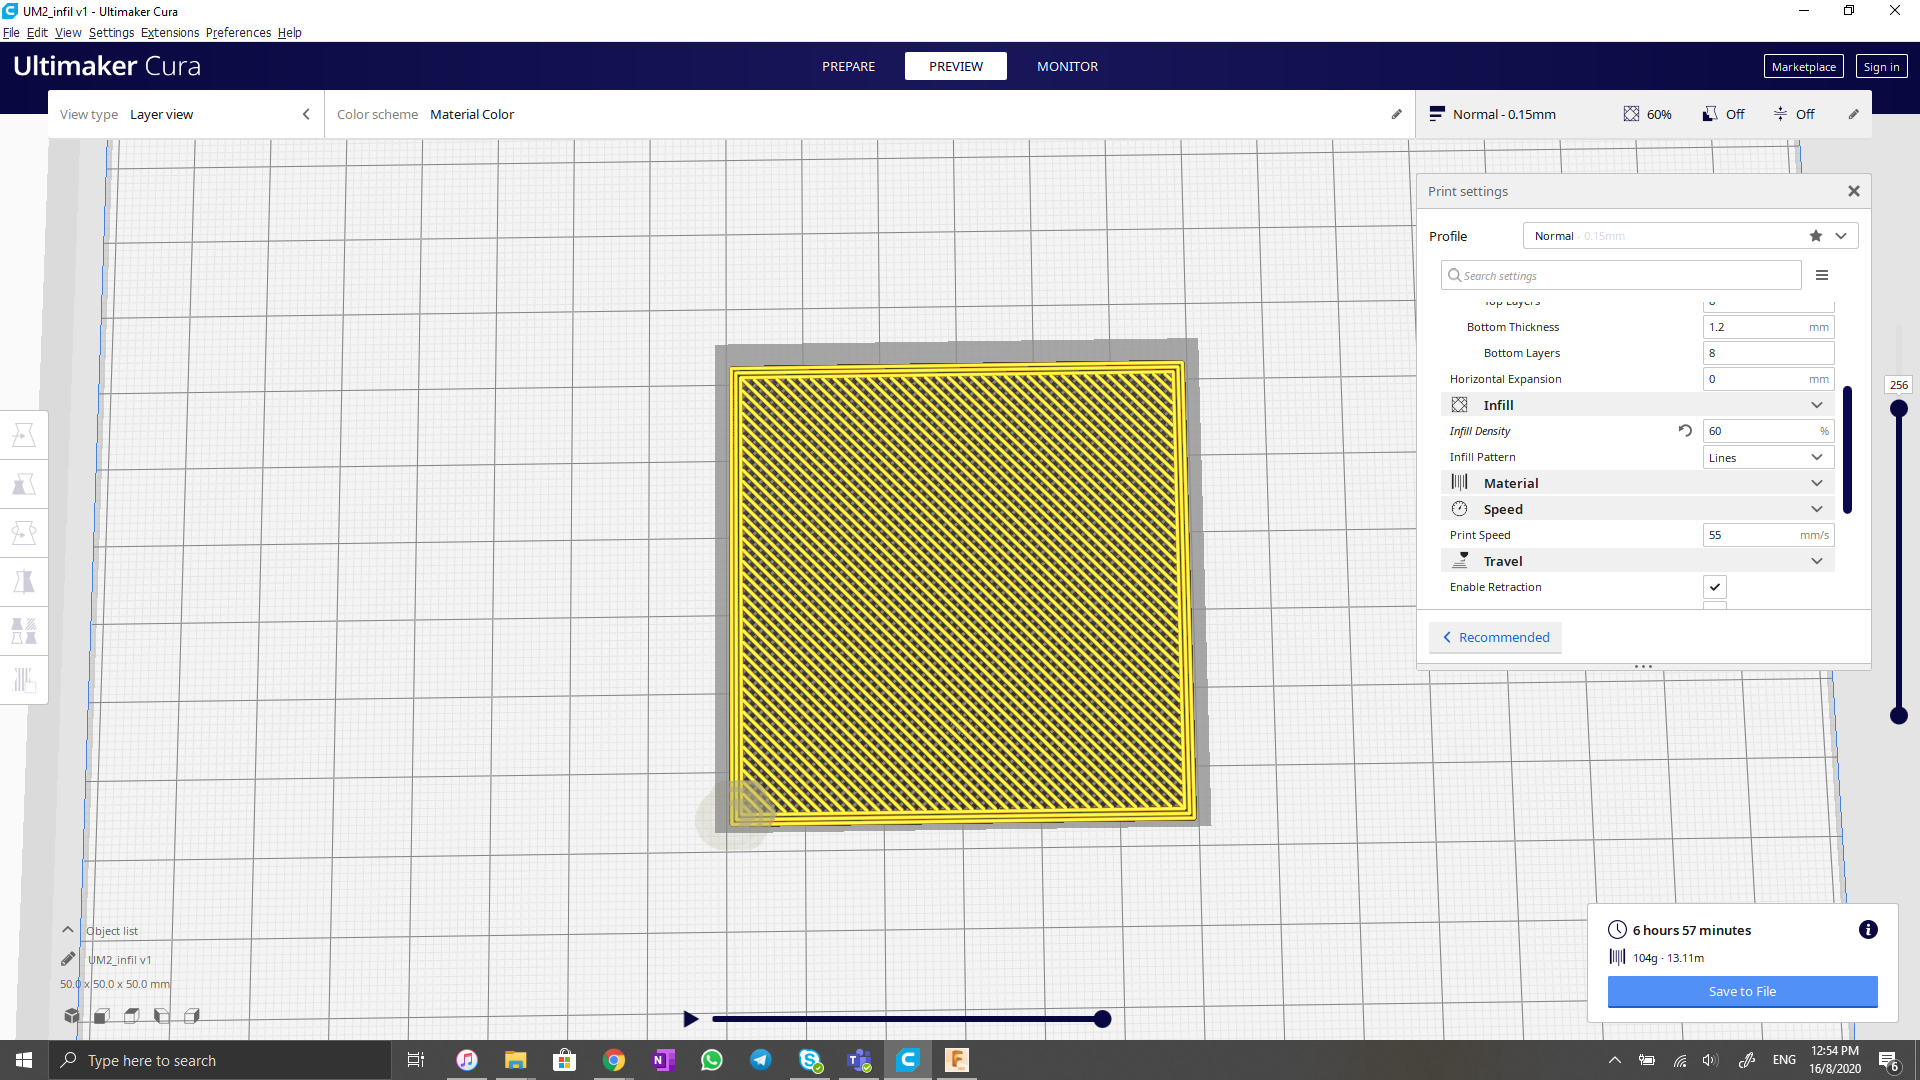 UM2_infil v1 - Ultimaker Cura
File Edit View Settings Extensions Preferences Help
Ultimaker Cura
PREPARE
PREVIEW
MONITOR
Marketplace
Sign in
View type Layer view
Color scheme Material Color
Normal - 0.15mm
60%
Off
Off
Print settings
Profile
Normal - 0.15mm
Search settings
Top Layers 8
Bottom Thickness 1.2 mm
Bottom Layers 8
Horizontal Expansion 0 mm
Infill
Infill Density 60 %
Infill Pattern Lines
Material
Speed
Print Speed 55 mm/s
Travel
Enable Retraction
Recommended
256
Object list
UM2_infil v1
50.0 x 50.0 x 50.0 mm
6 hours 57 minutes
104g · 13.11m
Save to File
Type here to search
ENG
12:54 PM
16/8/2020
6